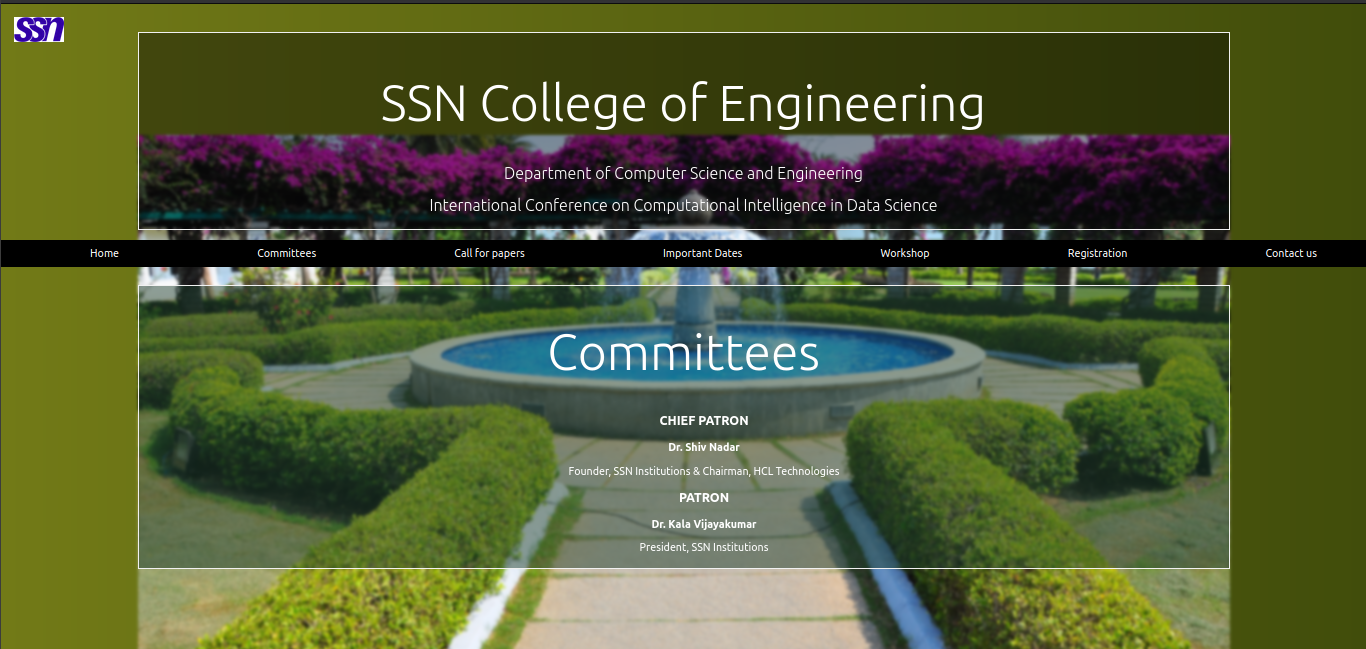 ssn
SSN College of Engineering
Department of Computer Science and Engineering
International Conference on Computational Intelligence in Data Science
Home Committees Call for papers Important Dates Workshop Registration Contact us
Committees
CHIEF PATRON
Dr. Shiv Nadar
Founder, SSN Institutions & Chairman, HCL Technologies
PATRON
Dr. Kala Vijayakumar
President, SSN Institutions